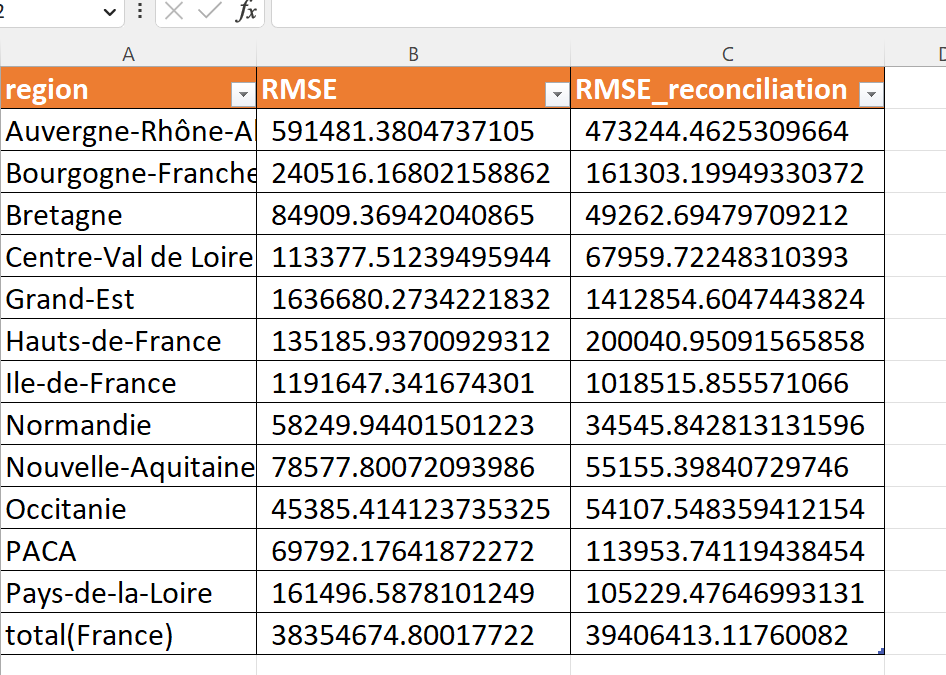 2 fx
A B C D
region RMSE RMSE_reconciliation
Auvergne-Rhône-Al 591481.3804737105 473244.4625309664
Bourgogne-Franche 240516.16802158862 161303.19949330372
Bretagne 84909.36942040865 49262.69479709212
Centre-Val de Loire 113377.51239495944 67959.72248310393
Grand-Est 1636680.2734221832 1412854.6047443824
Hauts-de-France 135185.93700929312 200040.95091565858
Ile-de-France 1191647.341674301 1018515.855571066
Normandie 58249.94401501223 34545.842813131596
Nouvelle-Aquitaine 78577.80072093986 55155.39840729746
Occitanie 45385.414123735325 54107.548359412154
PACA 69792.17641872272 113953.74119438454
Pays-de-la-Loire 161496.5878101249 105229.47646993131
total(France) 38354674.80017722 39406413.11760082